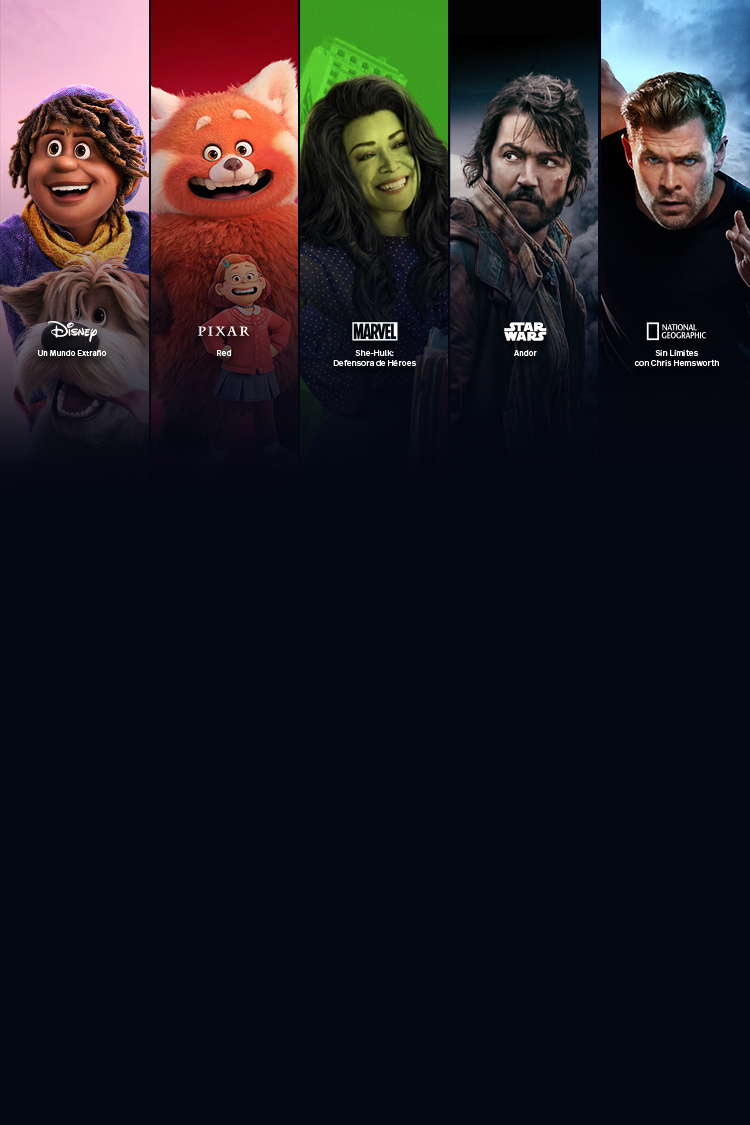 Disney
Un Mundo Extraño
PIXAR
Red
MARVEL
She-Hulk:
Defensora de Héroes
STAR
WARS
Andor
NATIONAL
GEOGRAPHIC
Sin Límites
con Chris Hemsworth